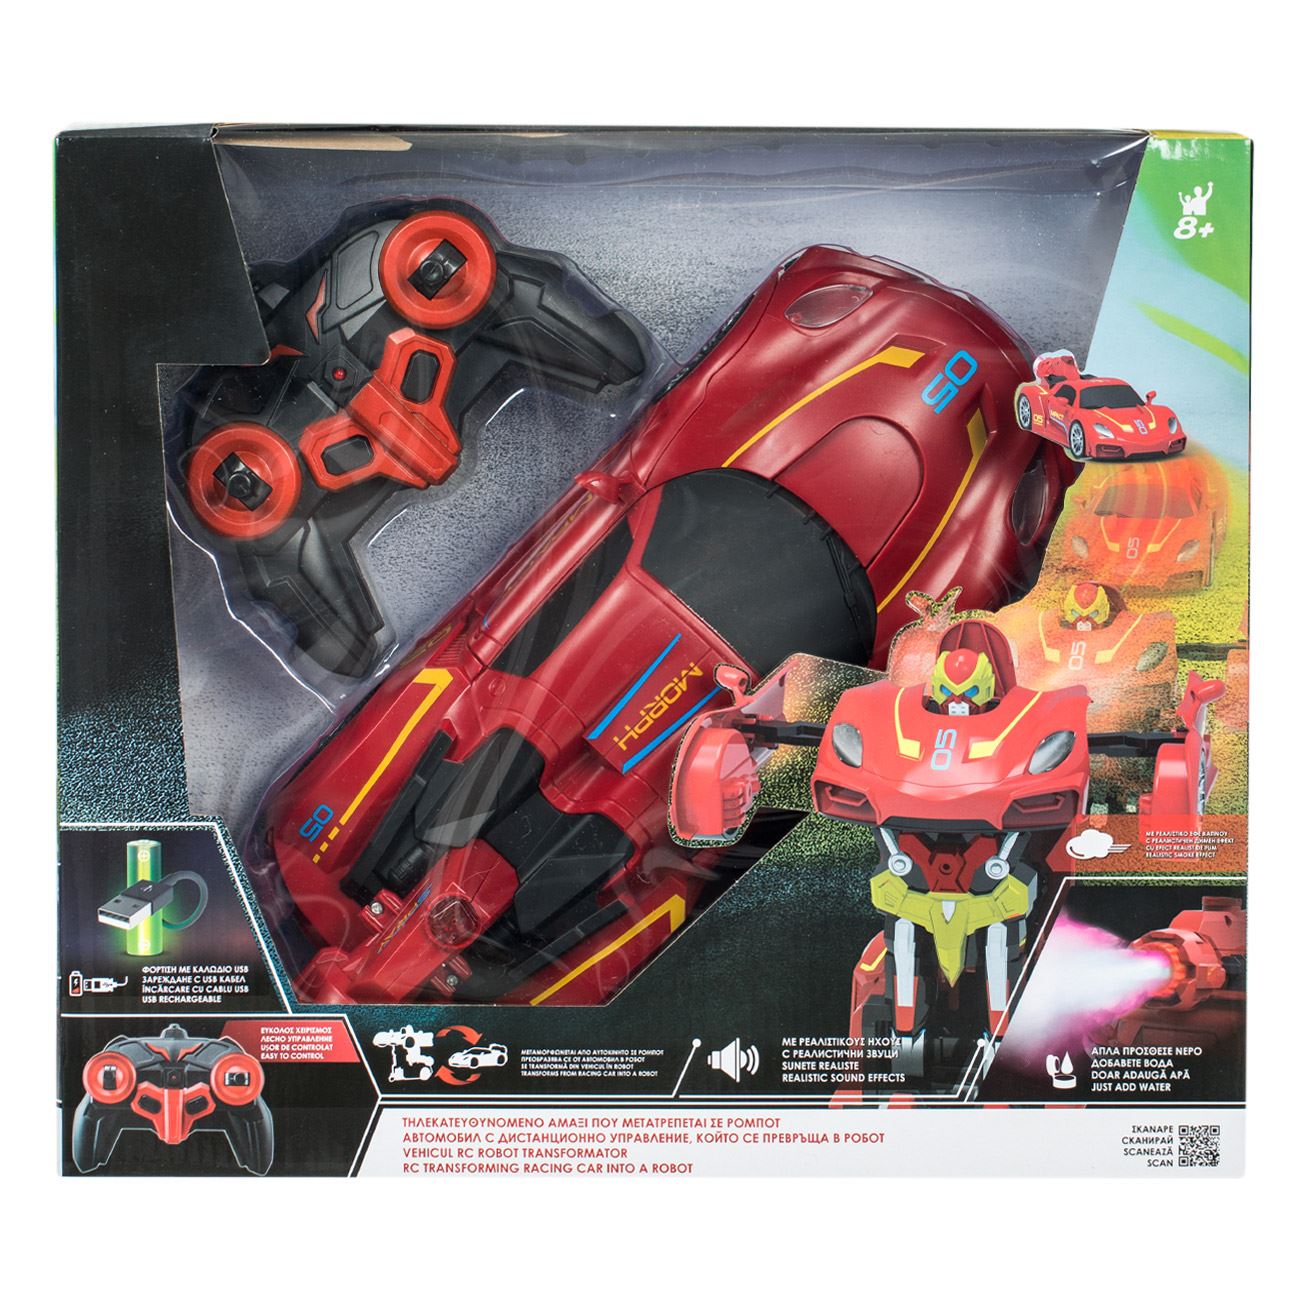 8+
50
MORPH
05
05
50
05
05
05
ΜΕ ΡΕΑΛΙΣΤΙΚΟ ΕΦΕ ΚΑΠΝΟΥ
С РЕАЛИСТИЧЕН ДИМЕН ЕФЕКТ
CU EFECT REALIST DE FUM
REALISTIC SMOKE EFFECT
ΦΟΡΤΙΣΗ ΜΕ ΚΑΛΩΔΙΟ USB
ЗАРЕЖДАНЕ С USB КАБЕЛ
ÎNCĂRCARE CU CABLU USB
USB RECHARGEABLE
ΕΥΚΟΛΟΣ ΧΕΙΡΙΣΜΟΣ
ЛЕСНО УПРАВЛЕНИЕ
UȘOR DE CONTROLAT
EASY TO CONTROL
ΜΕΤΑΜΟΡΦΩΝΕΤΑΙ ΑΠΟ ΑΥΤΟΚΙΝΗΤΟ ΣΕ ΡΟΜΠΟΤ
ПРЕОБРАЗЯВА СЕ ОТ АВТОМОБИЛ В РОБОТ
SE TRANSFORMĂ DIN VEHICUL ÎN ROBOT
TRANSFORMS FROM RACING CAR INTO A ROBOT
ΜΕ ΡΕΑΛΙΣΤΙΚΟΥΣ ΗΧΟΥΣ
С РЕАЛИСТИЧНИ ЗВУЦИ
SUNETE REALISTE
REALISTIC SOUND EFFECTS
ΑΠΛΑ ΠΡΟΣΘΕΣΕ ΝΕΡΟ
ДОБАВЕТЕ ВОДА
DOAR ADAUGĂ APĂ
JUST ADD WATER
ΤΗΛΕΚΑΤΕΥΘΥΝΟΜΕΝΟ ΑΜΑΞΙ ΠΟΥ ΜΕΤΑΤΡΕΠΕΤΑΙ ΣΕ ΡΟΜΠΟΤ
АВТОМОБИЛ С ДИСТАНЦИОННО УПРАВЛЕНИЕ, КОЙТО СЕ ПРЕВРЪЩА В РОБОТ
VEHICUL RC ROBOT TRANSFORMATOR
RC TRANSFORMING RACING CAR INTO A ROBOT
ΣΚΑΝΑΡΕ
СКАНИРАЙ
SCANEAZĂ
SCAN